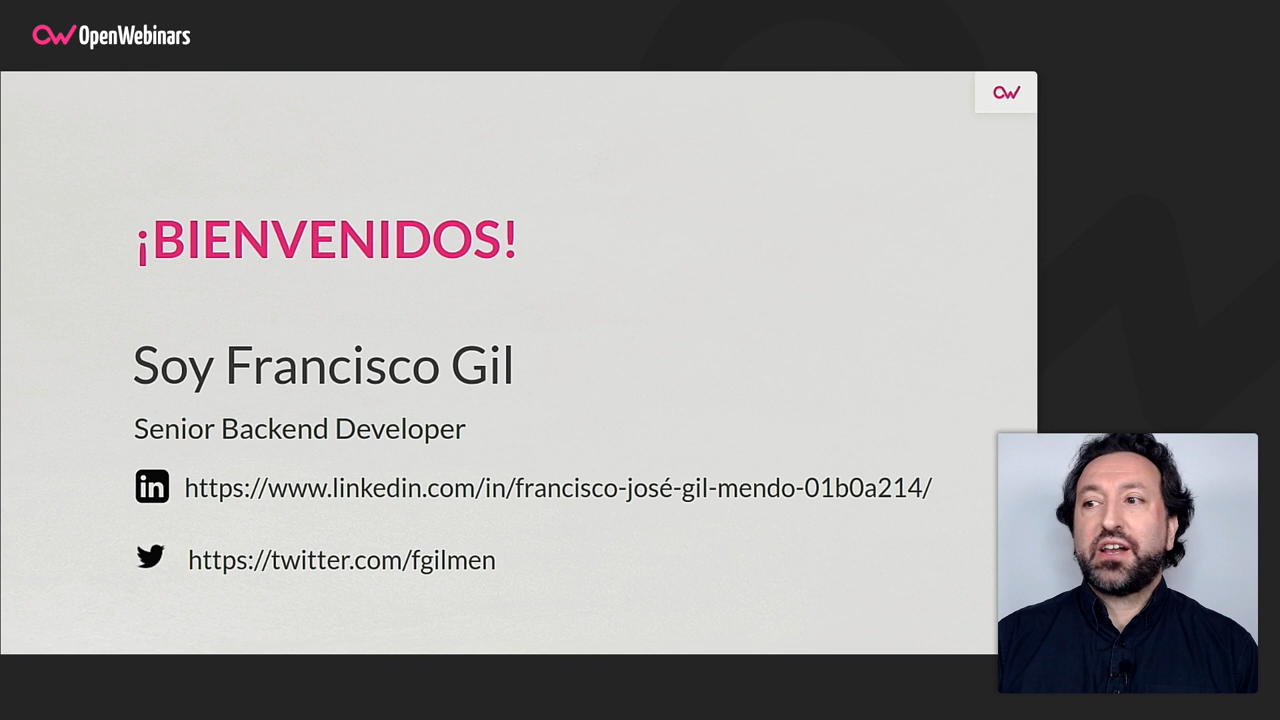 OpenWebinars
¡BIENVENIDOS!
Soy Francisco Gil
Senior Backend Developer
in https://www.linkedin.com/in/francisco-josé-gil-mendo-01b0a214/
https://twitter.com/fgilmen